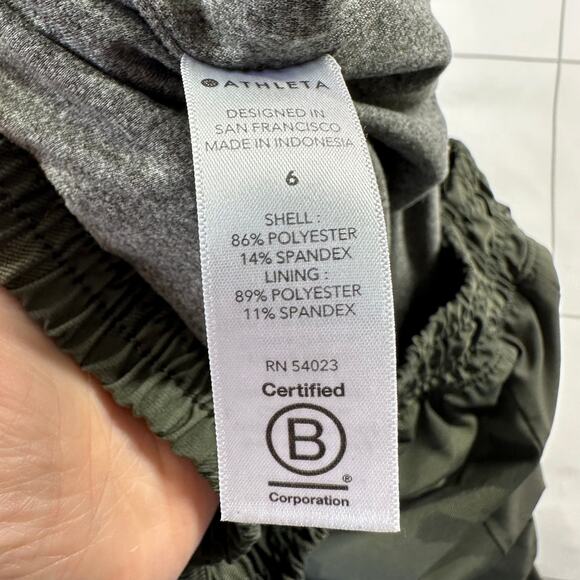 ATHLETA
DESIGNED IN
SAN FRANCISCO
MADE IN INDONESIA
6
SHELL :
86% POLYESTER
14% SPANDEX
LINING :
89% POLYESTER
11% SPANDEX
RN 54023
Certified
B
®
Corporation